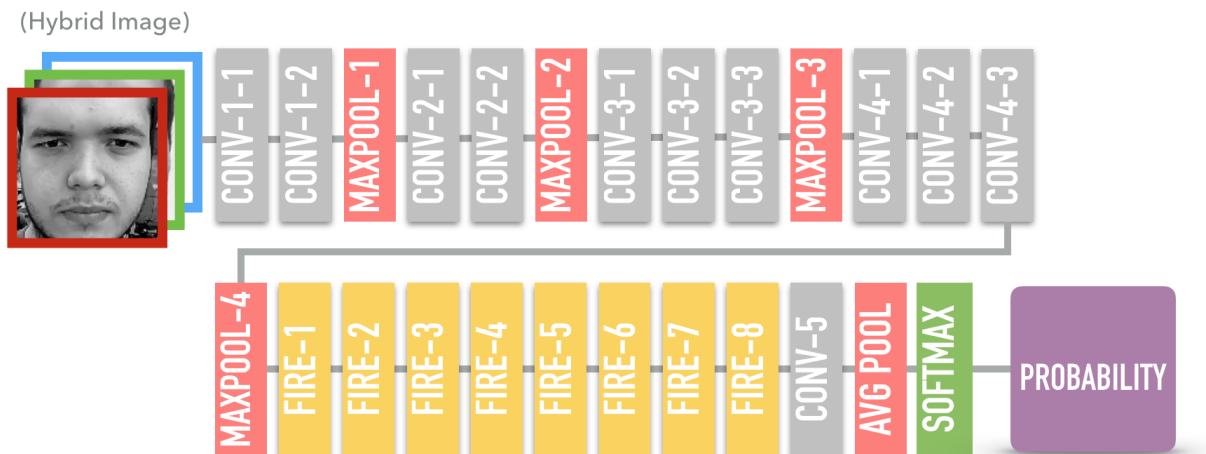 (Hybrid Image)
CONV-1-1
CONV-1-2
MAXPOOL-1
CONV-2-1
CONV-2-2
MAXPOOL-2
CONV-3-1
CONV-3-2
CONV-3-3
MAXPOOL-3
CONV-4-1
CONV-4-2
CONV-4-3
MAXPOOL-4
FIRE-1
FIRE-2
FIRE-3
FIRE-4
FIRE-5
FIRE-6
FIRE-7
FIRE-8
CONV-5
AVG POOL
SOFTMAX
PROBABILITY